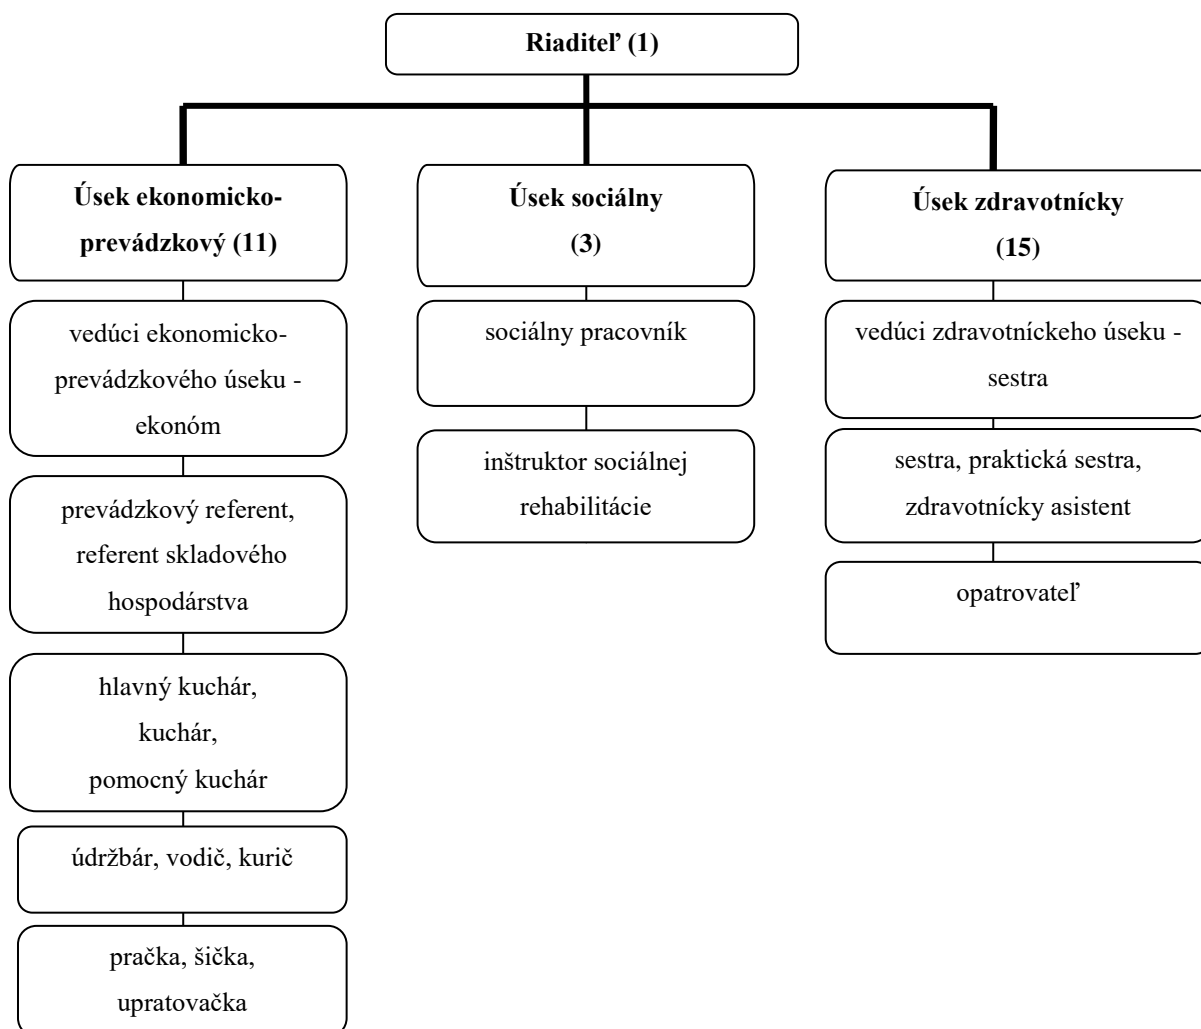 Riaditeľ (1)
Úsek ekonomicko-
prevádzkový (11)
vedúci ekonomicko-
prevádzkového úseku -
ekonóm
prevádzkový referent,
referent skladového
hospodárstva
hlavný kuchár,
kuchár,
pomocný kuchár
údržbár, vodič, kurič
pračka, šička,
upratovačka
Úsek sociálny
(3)
sociálny pracovník
inštruktor sociálnej
rehabilitácie
Úsek zdravotnícky
(15)
vedúci zdravotníckeho úseku -
sestra
sestra, praktická sestra,
zdravotnícky asistent
opatrovateľ